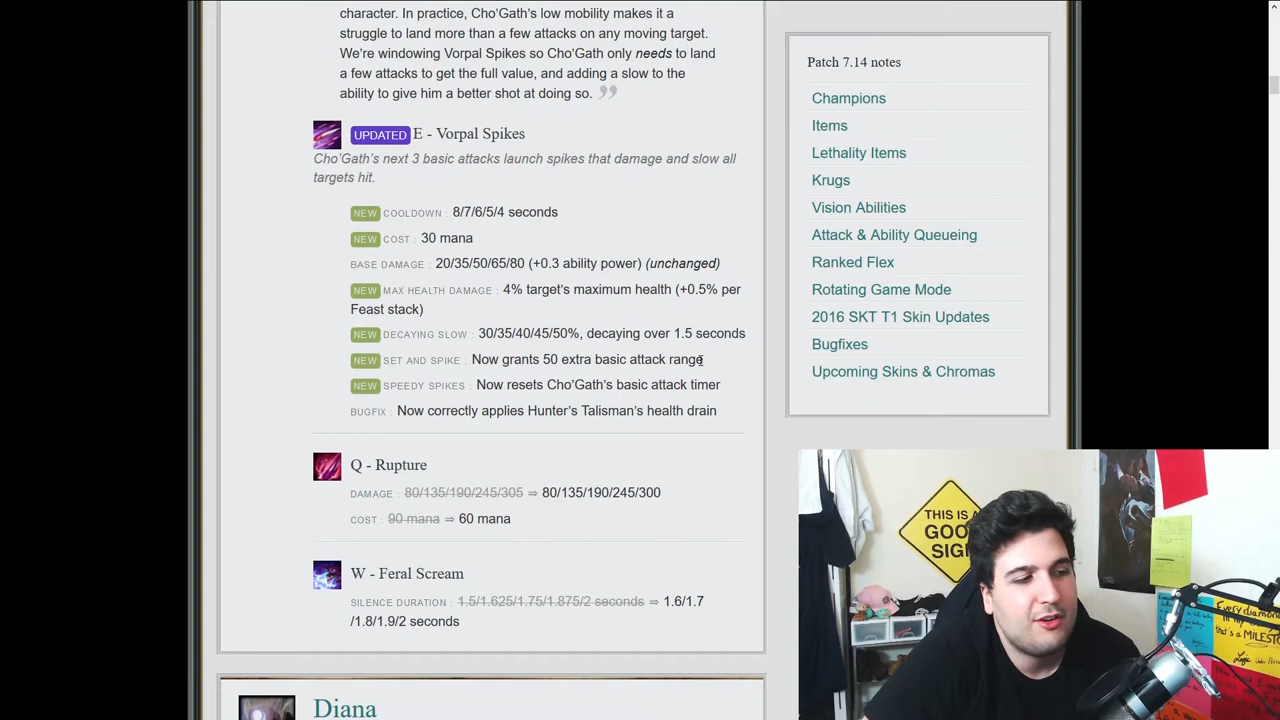 character. In practice, Cho’Gath’s low mobility makes it a
struggle to land more than a few attacks on any moving target.
We’re windowing Vorpal Spikes so Cho’Gath only needs to land
a few attacks to get the full value, and adding a slow to the
ability to give him a better shot at doing so. ”
UPDATED E - Vorpal Spikes
Cho’Gath’s next 3 basic attacks launch spikes that damage and slow all
targets hit.
NEW COOLDOWN : 8/7/6/5/4 seconds
NEW COST : 30 mana
BASE DAMAGE : 20/35/50/65/80 (+0.3 ability power) (unchanged)
NEW MAX HEALTH DAMAGE : 4% target’s maximum health (+0.5% per
Feast stack)
NEW DECAYING SLOW : 30/35/40/45/50%, decaying over 1.5 seconds
NEW SET AND SPIKE : Now grants 50 extra basic attack range
NEW SPEEDY SPIKES : Now resets Cho’Gath’s basic attack timer
BUGFIX : Now correctly applies Hunter’s Talisman’s health drain
Q - Rupture
DAMAGE : 80/135/190/245/305 ⇒ 80/135/190/245/300
COST : 90 mana ⇒ 60 mana
W - Feral Scream
SILENCE DURATION : 1.5/1.625/1.75/1.875/2 seconds ⇒ 1.6/1.7
/1.8/1.9/2 seconds
Diana
Patch 7.14 notes
Champions
Items
Lethality Items
Krugs
Vision Abilities
Attack & Ability Queueing
Ranked Flex
Rotating Game Mode
2016 SKT T1 Skin Updates
Bugfixes
Upcoming Skins & Chromas
THIS IS A
GOO
SIG
Every
that's a MILESTO
Logic